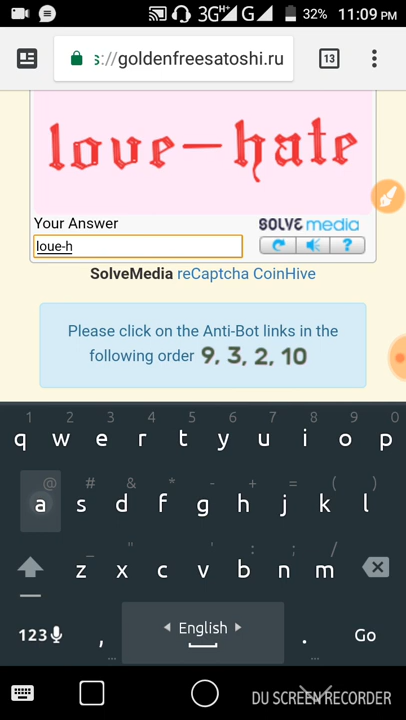 3G H+ G 32% 11:09 PM
s://goldenfreesatoshi.ru 13
love-hate
Your Answer SOLVE media
loue-h ?
SolveMedia reCaptcha CoinHive
Please click on the Anti-Bot links in the
following order 9, 3, 2, 10
1 2 3 4 5 6 7 8 9 0
q w e r t y u i o p
@ # & * - + = ( )
a s d f g h j k l
_ " ' : ; /
z x c v b n m
123 , English . Go
DU SCREEN RECORDER